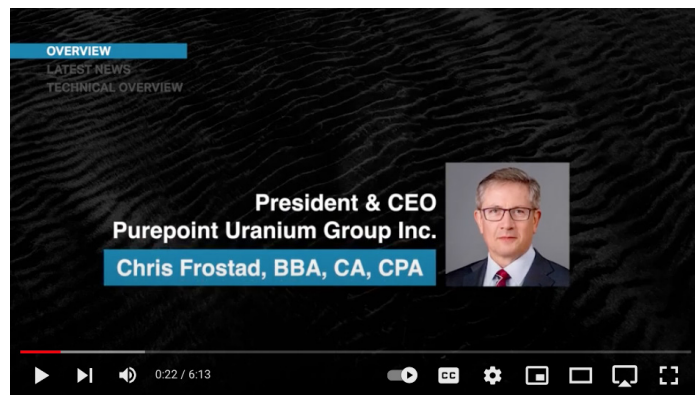 OVERVIEW
LATEST NEWS
TECHNICAL OVERVIEW
President & CEO
Purepoint Uranium Group Inc.
Chris Frostad, BBA, CA, CPA
0:22 / 6:13
CC